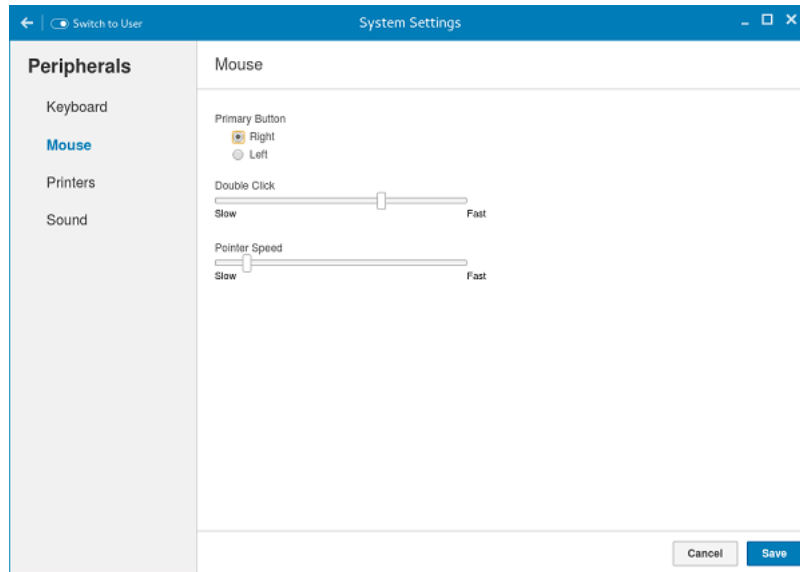 Switch to User
System Settings
Peripherals
Keyboard
Mouse
Printers
Sound
Mouse
Primary Button
Right
Left
Double Click
Slow Fast
Pointer Speed
Slow Fast
Cancel Save